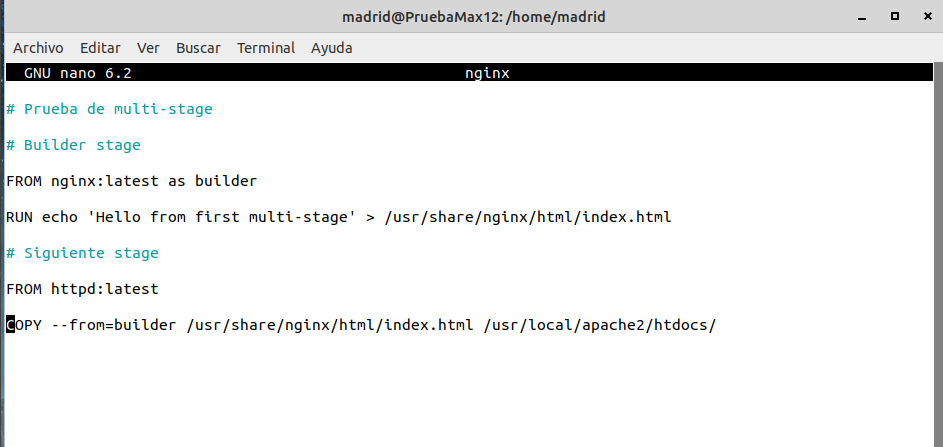 madrid@PruebaMax12: /home/madrid
Archivo Editar Ver Buscar Terminal Ayuda
GNU nano 6.2 nginx
# Prueba de multi-stage
# Builder stage
FROM nginx:latest as builder
RUN echo 'Hello from first multi-stage' > /usr/share/nginx/html/index.html
# Siguiente stage
FROM httpd:latest
COPY --from=builder /usr/share/nginx/html/index.html /usr/local/apache2/htdocs/